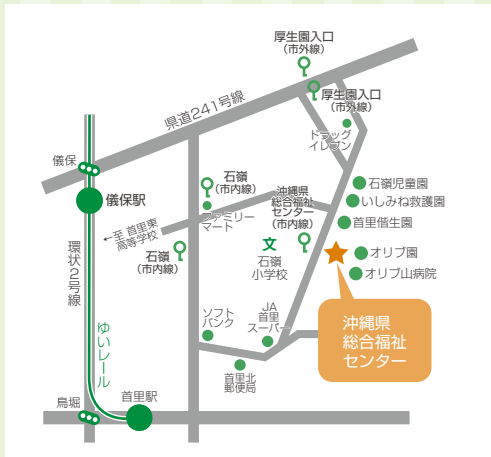 厚生園入口
(市外線)
厚生園入口
(市外線)
県道241号線
ドラッグ
イレブン
儀保
儀保駅
石嶺
(市内線)
ファミリー
マート
沖縄県
総合福祉
センター
(市内線)
石嶺児童園
いしみね救護園
首里偕生園
←至 首里東
高等学校
石嶺
(市内線)
文
石嶺
小学校
オリブ園
オリブ山病院
環状2号線
ゆいレール
ソフト
バンク
JA
首里
スーパー
沖縄県
総合福祉
センター
首里北
郵便局
鳥堀
首里駅